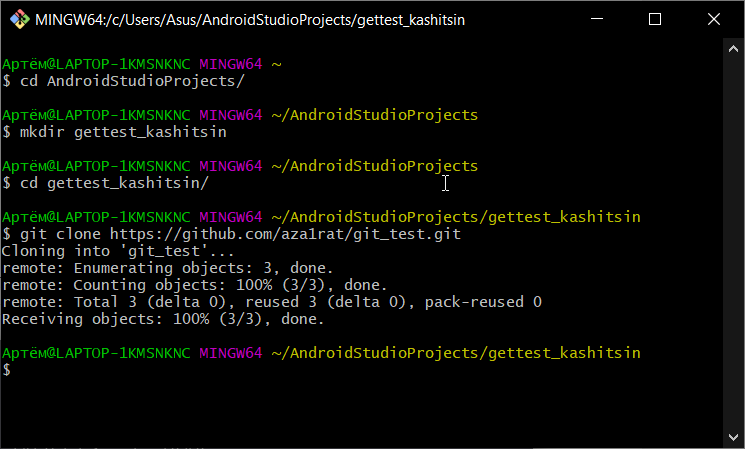 MINGW64:/c/Users/Asus/AndroidStudioProjects/gettest_kashitsin
Артём@LAPTOP-1KMSNKNC MINGW64 ~
$ cd AndroidStudioProjects/
Артём@LAPTOP-1KMSNKNC MINGW64 ~/AndroidStudioProjects
$ mkdir gettest_kashitsin
Артём@LAPTOP-1KMSNKNC MINGW64 ~/AndroidStudioProjects
$ cd gettest_kashitsin/
Артём@LAPTOP-1KMSNKNC MINGW64 ~/AndroidStudioProjects/gettest_kashitsin
$ git clone https://github.com/aza1rat/git_test.git
Cloning into 'git_test'...
remote: Enumerating objects: 3, done.
remote: Counting objects: 100% (3/3), done.
remote: Total 3 (delta 0), reused 3 (delta 0), pack-reused 0
Receiving objects: 100% (3/3), done.
Артём@LAPTOP-1KMSNKNC MINGW64 ~/AndroidStudioProjects/gettest_kashitsin
$